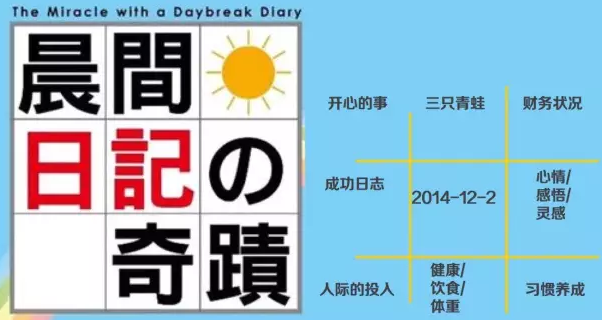 The Miracle with a Daybreak Diary
晨間
日記の
奇蹟
开心的事 三只青蛙 财务状况
成功日志 2014-12-2 心情/
感悟/
灵感
人际的投入 健康/
饮食/
体重 习惯养成